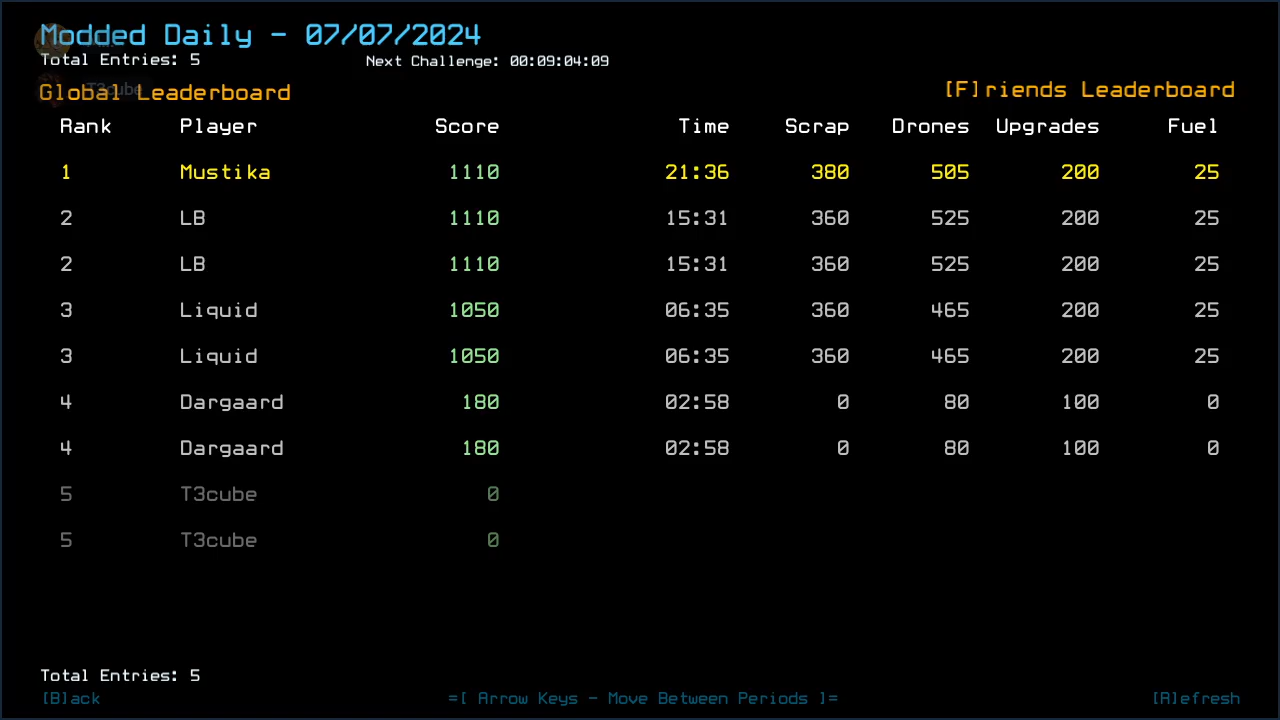 Modded Daily - 07/07/2024
Total Entries: 5 Next Challenge: 00:09:04:09
T3cube
Global Leaderboard [F]riends Leaderboard
Rank Player Score Time Scrap Drones Upgrades Fuel
1 Mustika 1110 21:36 380 505 200 25
2 LB 1110 15:31 360 525 200 25
2 LB 1110 15:31 360 525 200 25
3 Liquid 1050 06:35 360 465 200 25
3 Liquid 1050 06:35 360 465 200 25
4 Dargaard 180 02:58 0 80 100 0
4 Dargaard 180 02:58 0 80 100 0
5 T3cube 0
5 T3cube 0
Total Entries: 5
[B]ack =[ Arrow Keys - Move Between Periods ]= [R]efresh